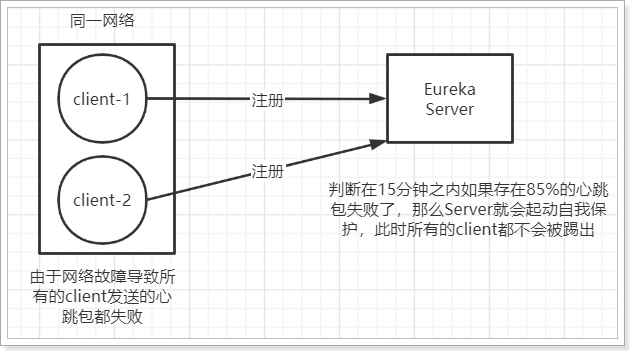 同一网络
client-1
注册
Eureka
Server
注册
client-2
判断在15分钟之内如果存在85%的心跳
包失败了，那么Server就会起动自我保
护，此时所有的client都不会被踢出
由于网络故障导致所
有的client发送的心
跳包都失败